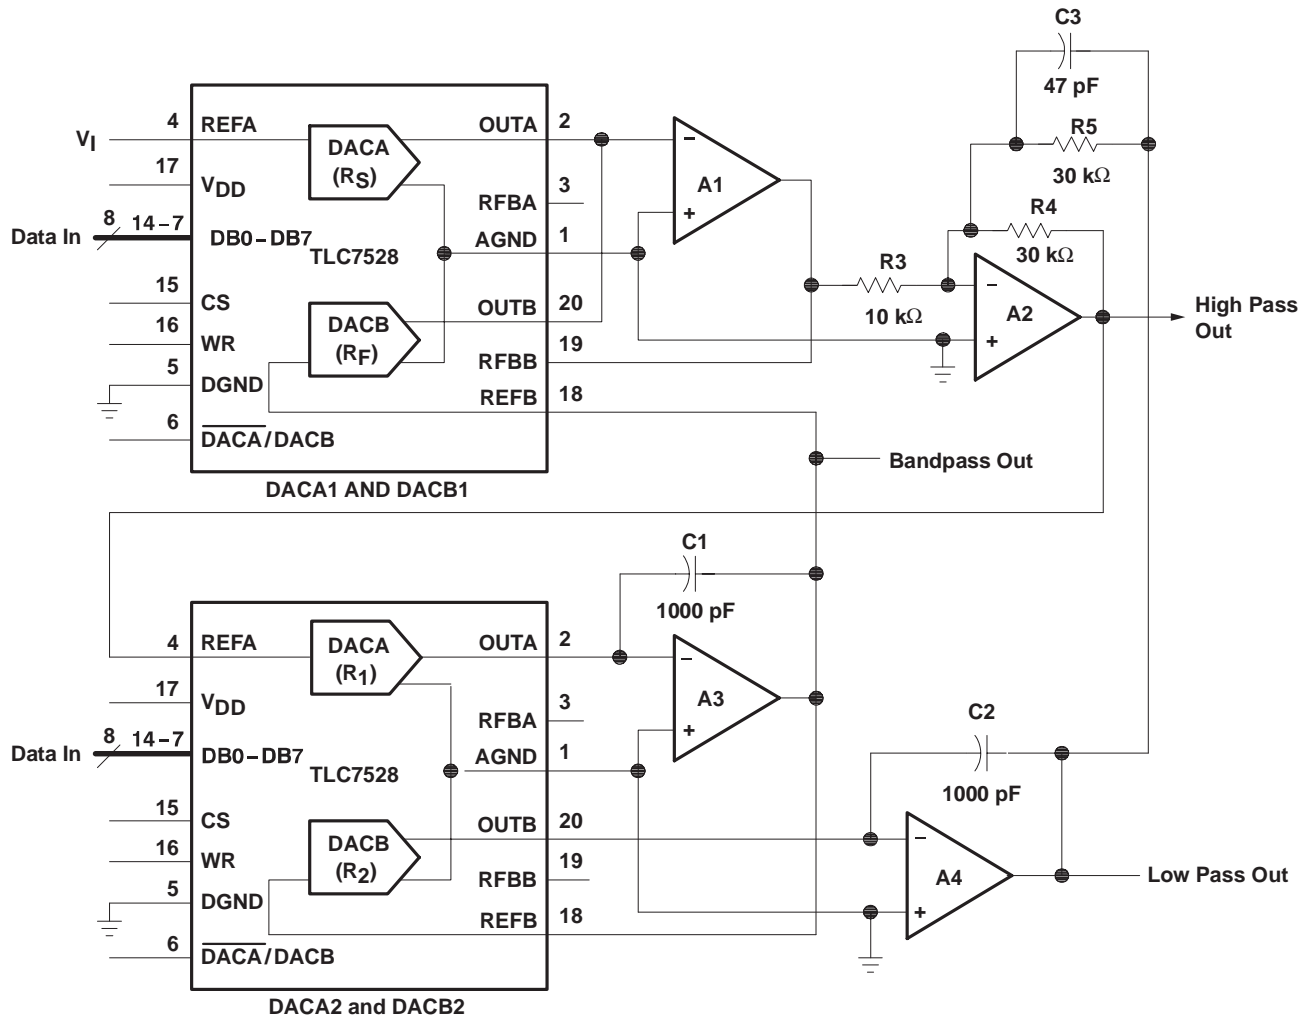 C3
47 pF
R5
30 kΩ
R4
30 kΩ
VI
4
REFA
DACA
(RS)
OUTA
2
17
VDD
RFBA
3
A1
−
+
Data In
8
14–7
DB0–DB7
TLC7528
AGND
1
R3
10 kΩ
A2
−
+
High Pass
Out
15
CS
OUTB
20
16
WR
DACB
(RF)
RFBB
19
5
DGND
REFB
18
6
DACA/DACB
DACA1 AND DACB1
Bandpass Out
C1
1000 pF
4
REFA
DACA
(R1)
OUTA
2
17
VDD
RFBA
3
A3
−
+
Data In
8
14–7
DB0–DB7
TLC7528
AGND
1
C2
1000 pF
15
CS
OUTB
20
16
WR
DACB
(R2)
RFBB
19
5
DGND
REFB
18
A4
−
+
Low Pass Out
6
DACA/DACB
DACA2 and DACB2